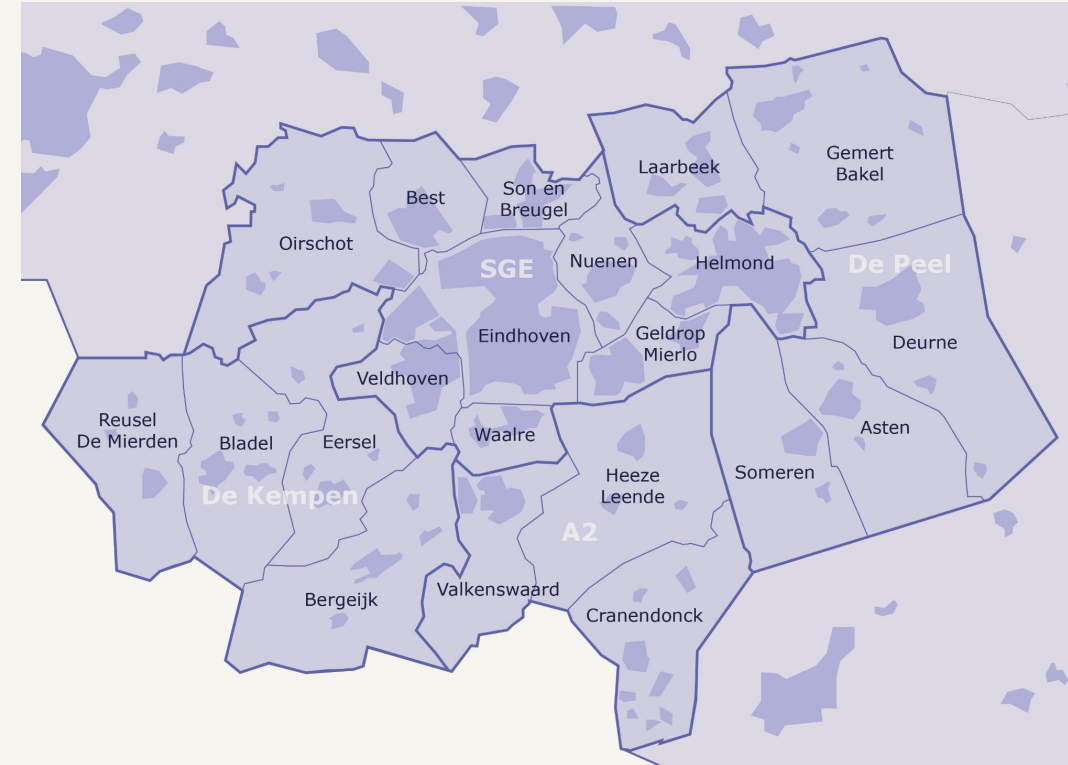 Gemert
Bakel
Laarbeek
Best
Son en
Breugel
Oirschot
Nuenen
Helmond
SGE
De Peel
Eindhoven
Geldrop
Mierlo
Deurne
Veldhoven
Reusel
De Mierden
Bladel
Eersel
Waalre
Asten
Heeze
Leende
Someren
De Kempen
A2
Bergeijk
Valkenswaard
Cranendonck